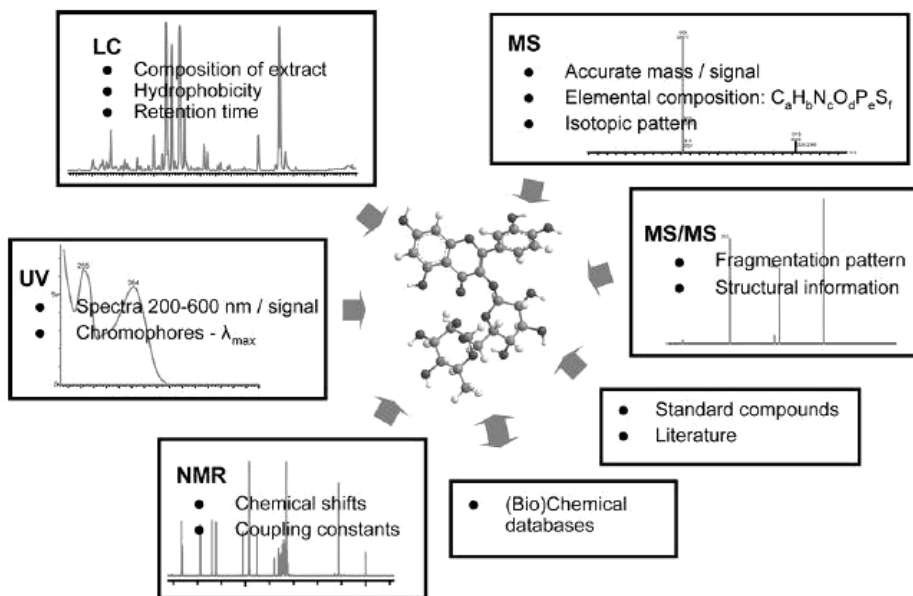 LC
● Composition of extract
● Hydrophobicity
● Retention time
MS
● Accurate mass / signal
● Elemental composition: CₐHbNcOdPeSf
● Isotopic pattern
UV
● Spectra 200-600 nm / signal
● Chromophores - λmax
MS/MS
● Fragmentation pattern
● Structural information
● Standard compounds
● Literature
NMR
● Chemical shifts
● Coupling constants
● (Bio)Chemical
databases